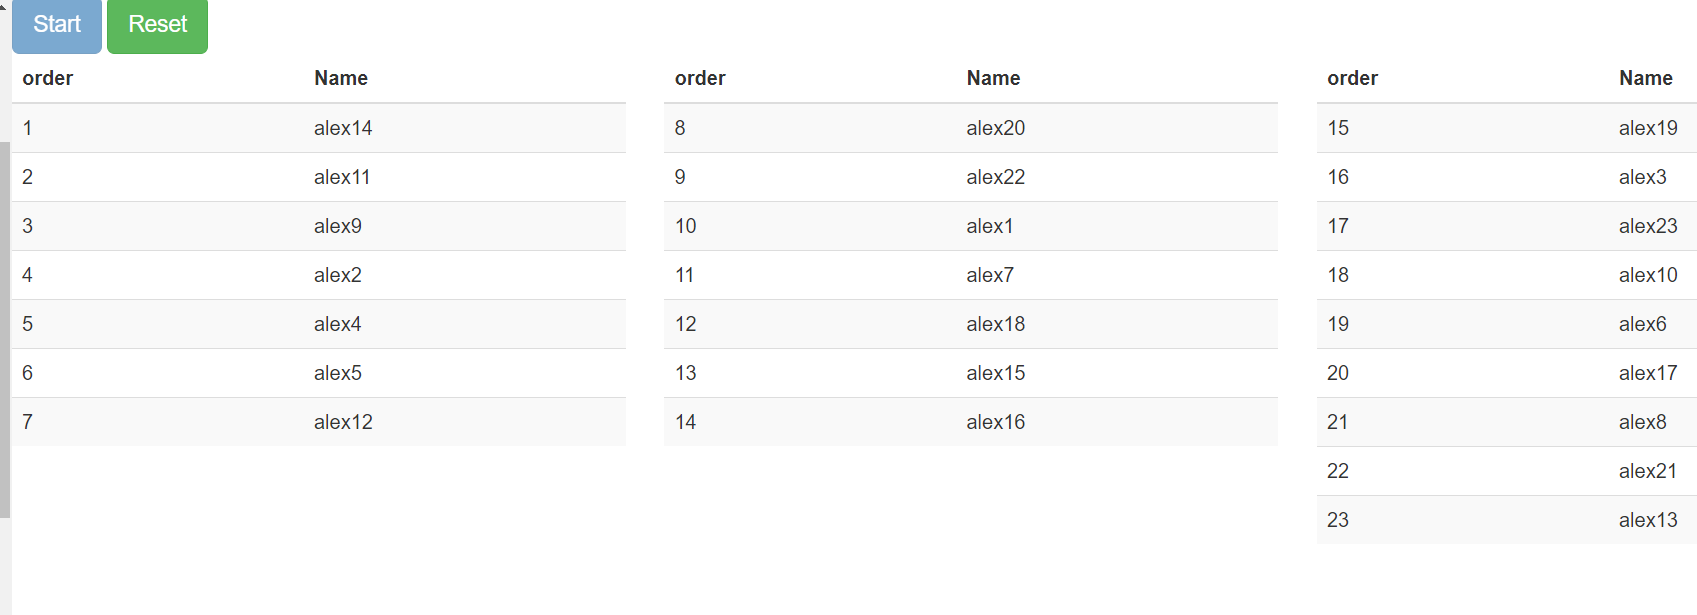 Start Reset
order Name order Name order Name
1 alex14 8 alex20 15 alex19
2 alex11 9 alex22 16 alex3
3 alex9 10 alex1 17 alex23
4 alex2 11 alex7 18 alex10
5 alex4 12 alex18 19 alex6
6 alex5 13 alex15 20 alex17
7 alex12 14 alex16 21 alex8
22 alex21
23 alex13